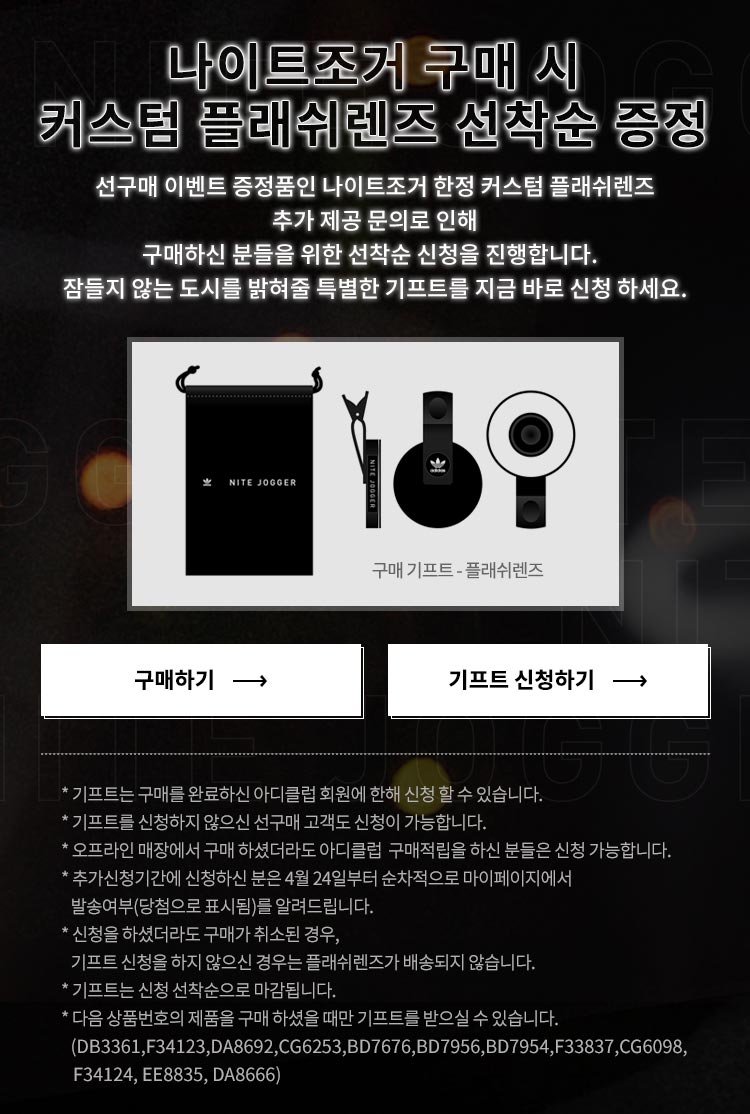 나이트조거 구매 시
커스텀 플래쉬렌즈 선착순 증정
선구매 이벤트 증정품인 나이트조거 한정 커스텀 플래쉬렌즈
추가 제공 문의로 인해
구매하신 분들을 위한 선착순 신청을 진행합니다.
잠들지 않는 도시를 밝혀줄 특별한 기프트를 지금 바로 신청 하세요.
NITE JOGGER
NITE JOGGER
adidas
구매 기프트 - 플래쉬렌즈
구매하기 →
기프트 신청하기 →
* 기프트는 구매를 완료하신 아디클럽 회원에 한해 신청 할 수 있습니다.
* 기프트를 신청하지 않으신 선구매 고객도 신청이 가능합니다.
* 오프라인 매장에서 구매 하셨더라도 아디클럽 구매적립을 하신 분들은 신청 가능합니다.
* 추가신청기간에 신청하신 분은 4월 24일부터 순차적으로 마이페이지에서
발송여부(당첨으로 표시됨)를 알려드립니다.
* 신청을 하셨더라도 구매가 취소된 경우,
기프트 신청을 하지 않으신 경우는 플래쉬렌즈가 배송되지 않습니다.
* 기프트는 신청 선착순으로 마감됩니다.
* 다음 상품번호의 제품을 구매 하셨을 때만 기프트를 받으실 수 있습니다.
(DB3361,F34123,DA8692,CG6253,BD7676,BD7956,BD7954,F33837,CG6098,
F34124, EE8835, DA8666)